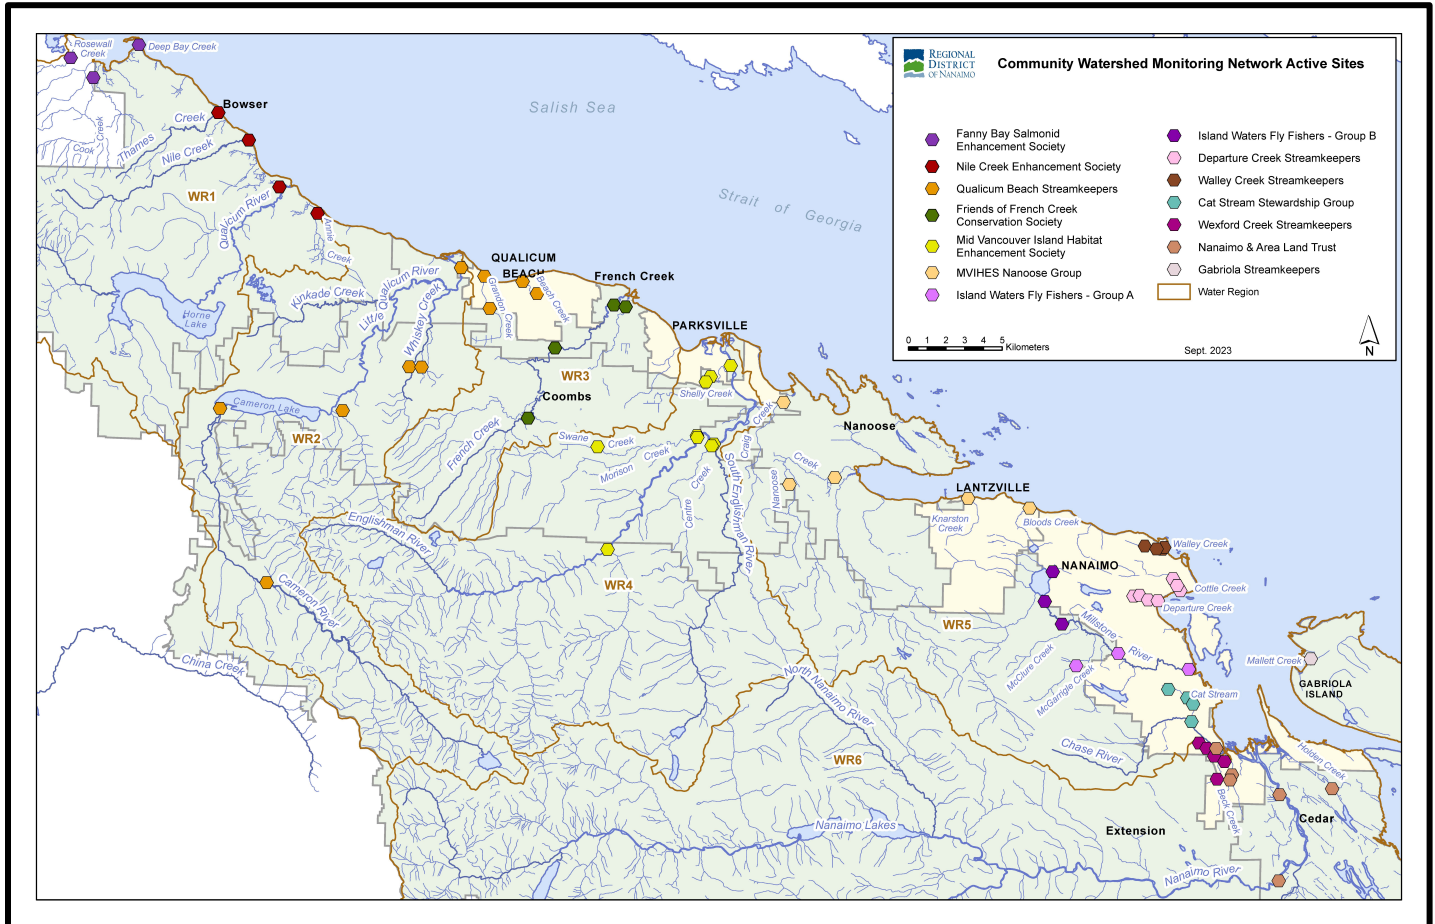 REGIONAL
DISTRICT
OF NANAIMO
Community Watershed Monitoring Network Active Sites
Fanny Bay Salmonid
Enhancement Society
Nile Creek Enhancement Society
Qualicum Beach Streamkeepers
Friends of French Creek
Conservation Society
Mid Vancouver Island Habitat
Enhancement Society
MVIHES Nanoose Group
Island Waters Fly Fishers - Group A
Island Waters Fly Fishers - Group B
Departure Creek Streamkeepers
Walley Creek Streamkeepers
Cat Stream Stewardship Group
Wexford Creek Streamkeepers
Nanaimo & Area Land Trust
Gabriola Streamkeepers
Water Region
0 1 2 3 4 5 Kilometers
Sept. 2023
N
Rosewall
Creek
Deep Bay Creek
Salish Sea
Bowser
Thames Creek
Cook Creek
Nile Creek
WR1
Strait of Georgia
Qualicum River
Annie
Creek
QUALICUM
BEACH
French Creek
Little Qualicum River
Kinkade Creek
Grandon Creek
Beach Creek
Horne
Lake
Whiskey Creek
PARKSVILLE
WR3
Coombs
Shelly Creek
Cameron Lake
WR2
French Creek
Swane Creek
Morison Creek
Craig Creek
Nanoose
Centre Creek
South Englishman River
Nanoose Creek
LANTZVILLE
Knarston
Creek
Bloods Creek
Englishman River
Walley Creek
NANAIMO
Cameron River
WR4
Cottle Creek
Departure Creek
WR5
Millstone River
China Creek
McClure Creek
McGarrigle Creek
Mallett Creek
GABRIOLA
ISLAND
North Nanaimo River
Cat Stream
Chase River
WR6
Holden Creek
Beck Creek
Nanaimo Lakes
Extension
Cedar
Nanaimo River